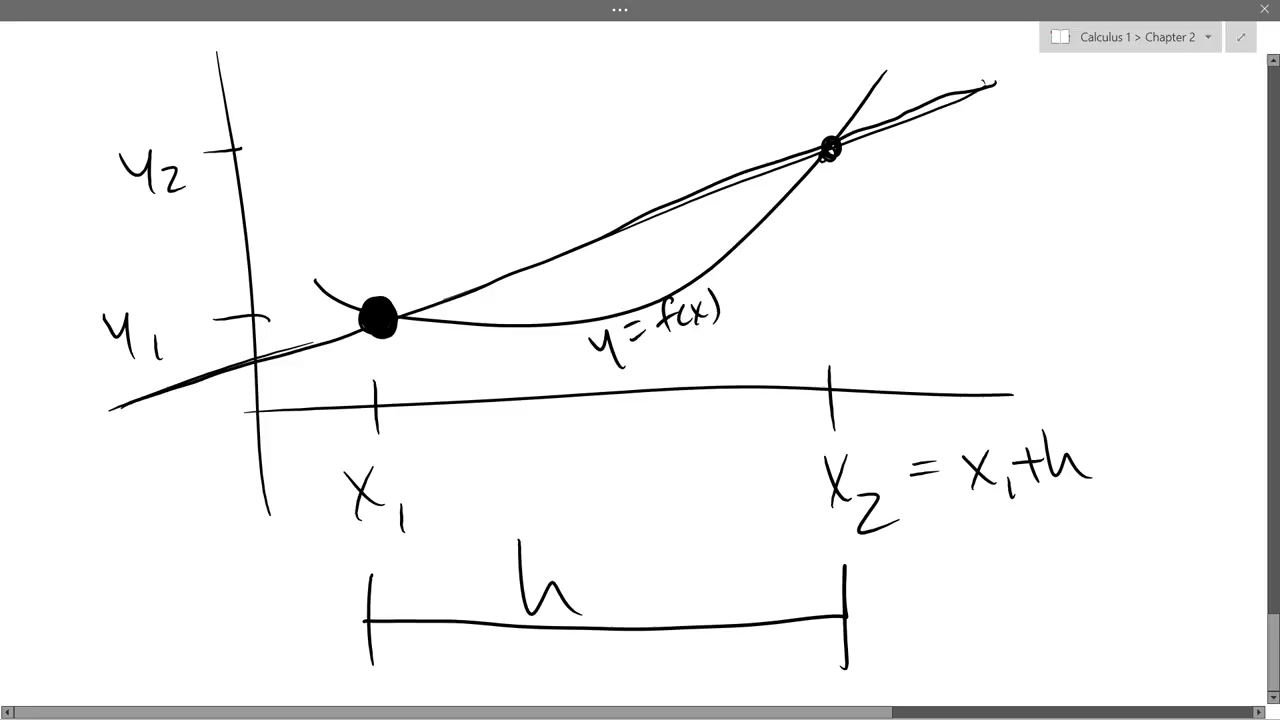 Calculus 1 > Chapter 2
y₂
y₁
y = f(x)
x₁
x₂ = x₁+h
h